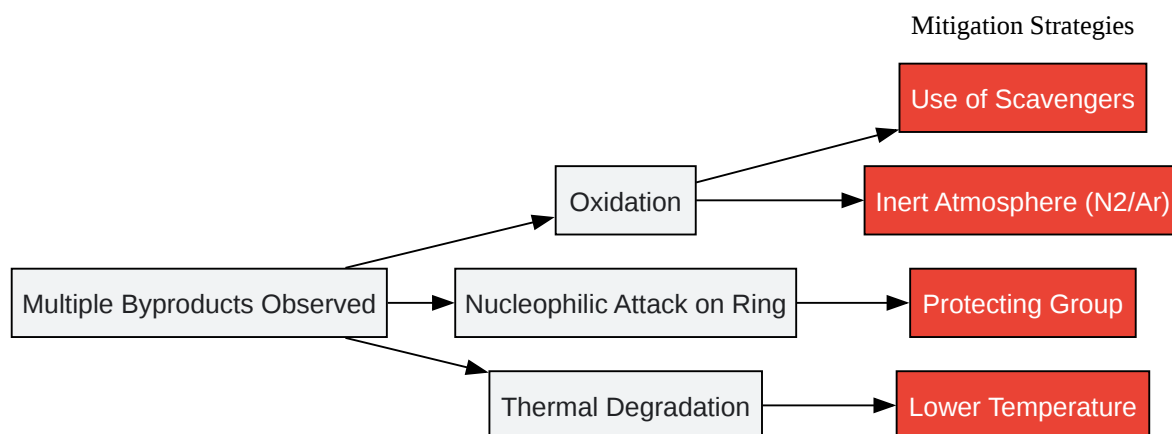 Mitigation Strategies
Use of Scavengers
Oxidation
Inert Atmosphere (N2/Ar)
Multiple Byproducts Observed
Nucleophilic Attack on Ring
Protecting Group
Thermal Degradation
Lower Temperature